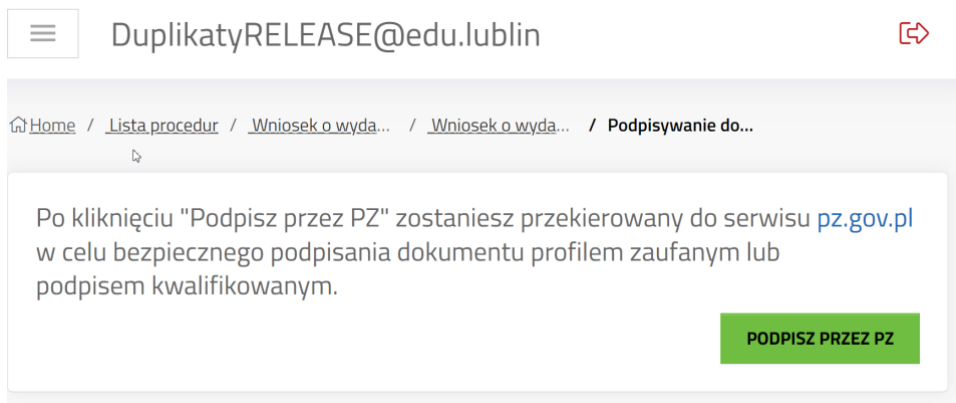 DuplikatyRELEASE@edu.lublin
Home / Lista procedur / Wniosek o wyda... / Wniosek o wyda... / Podpisywanie do...
Po kliknięciu "Podpisz przez PZ" zostaniesz przekierowany do serwisu pz.gov.pl
w celu bezpiecznego podpisania dokumentu profilem zaufanym lub
podpisem kwalifikowanym.
PODPISZ PRZEZ PZ